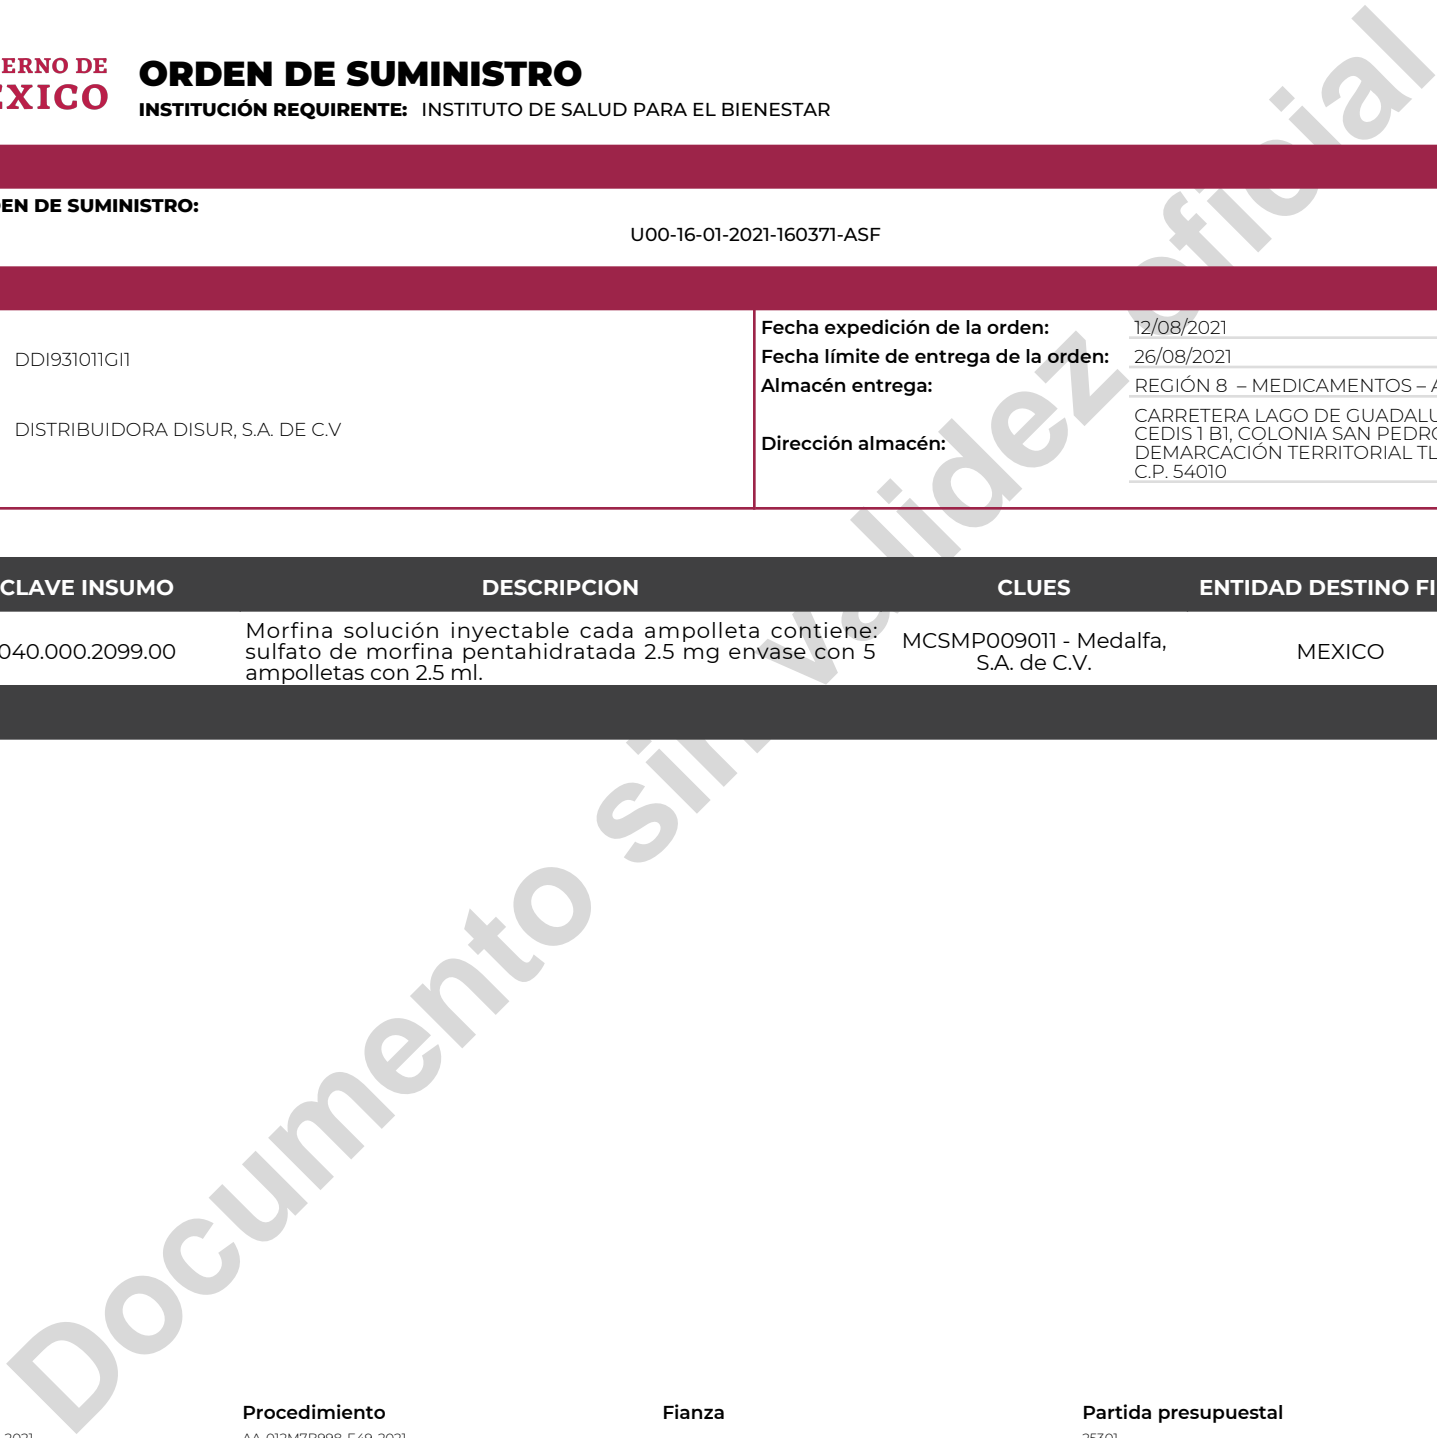 ERNO DE
EXICO
ORDEN DE SUMINISTRO
INSTITUCIÓN REQUIRENTE: INSTITUTO DE SALUD PARA EL BIENESTAR
EN DE SUMINISTRO:
U00-16-01-2021-160371-ASF
DDI931011GI1
DISTRIBUIDORA DISUR, S.A. DE C.V
Fecha expedición de la orden: 12/08/2021
Fecha límite de entrega de la orden: 26/08/2021
Almacén entrega: REGIÓN 8 – MEDICAMENTOS – A
Dirección almacén:
CARRETERA LAGO DE GUADALU
CEDIS 1 B1, COLONIA SAN PEDRO
DEMARCACIÓN TERRITORIAL TL
C.P. 54010
CLAVE INSUMO DESCRIPCION CLUES ENTIDAD DESTINO FI
040.000.2099.00
Morfina solución inyectable cada ampolleta contiene:
sulfato de morfina pentahidratada 2.5 mg envase con 5
ampolletas con 2.5 ml.
MCSMP009011 - Medalfa,
S.A. de C.V.
MEXICO
Documento sin validez oficial
Procedimiento Fianza Partida presupuestal